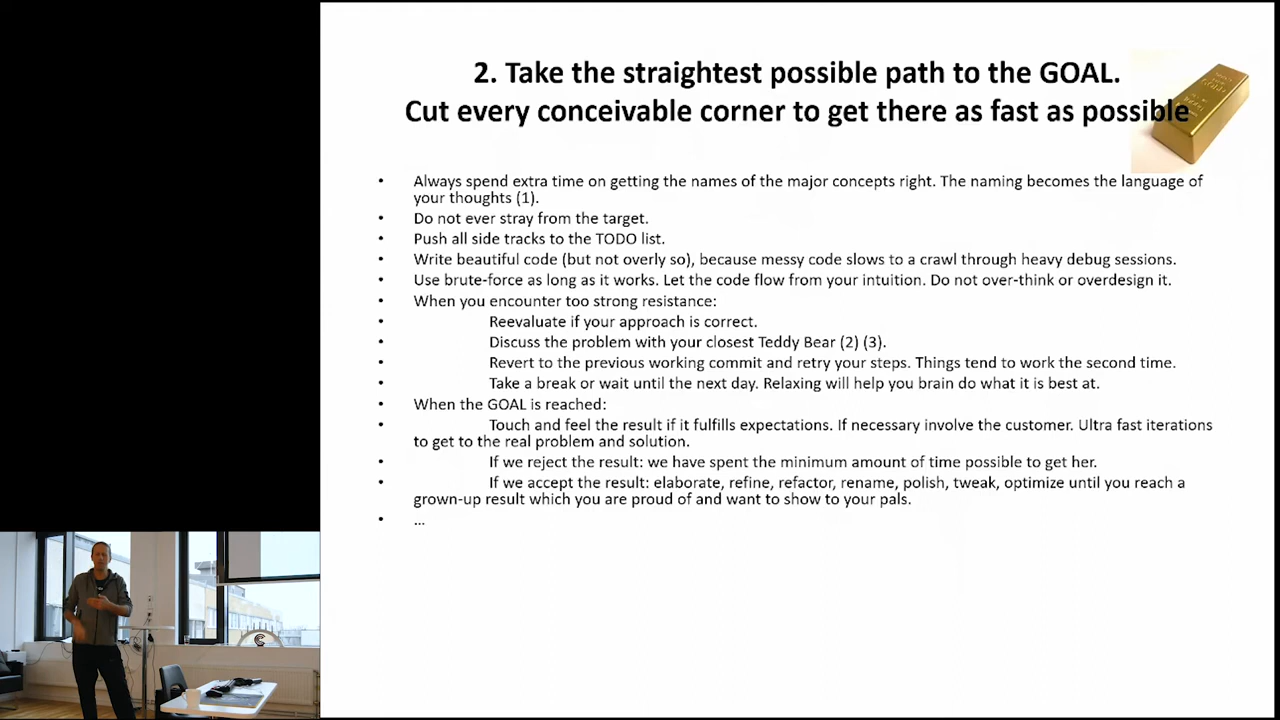 2. Take the straightest possible path to the GOAL.
Cut every conceivable corner to get there as fast as possible
• Always spend extra time on getting the names of the major concepts right. The naming becomes the language of
your thoughts (1).
• Do not ever stray from the target.
• Push all side tracks to the TODO list.
• Write beautiful code (but not overly so), because messy code slows to a crawl through heavy debug sessions.
• Use brute-force as long as it works. Let the code flow from your intuition. Do not over-think or overdesign it.
• When you encounter too strong resistance:
• Reevaluate if your approach is correct.
• Discuss the problem with your closest Teddy Bear (2) (3).
• Revert to the previous working commit and retry your steps. Things tend to work the second time.
• Take a break or wait until the next day. Relaxing will help you brain do what it is best at.
• When the GOAL is reached:
• Touch and feel the result if it fulfills expectations. If necessary involve the customer. Ultra fast iterations
to get to the real problem and solution.
• If we reject the result: we have spent the minimum amount of time possible to get her.
• If we accept the result: elaborate, refine, refactor, rename, polish, tweak, optimize until you reach a
grown-up result which you are proud of and want to show to your pals.
• ...